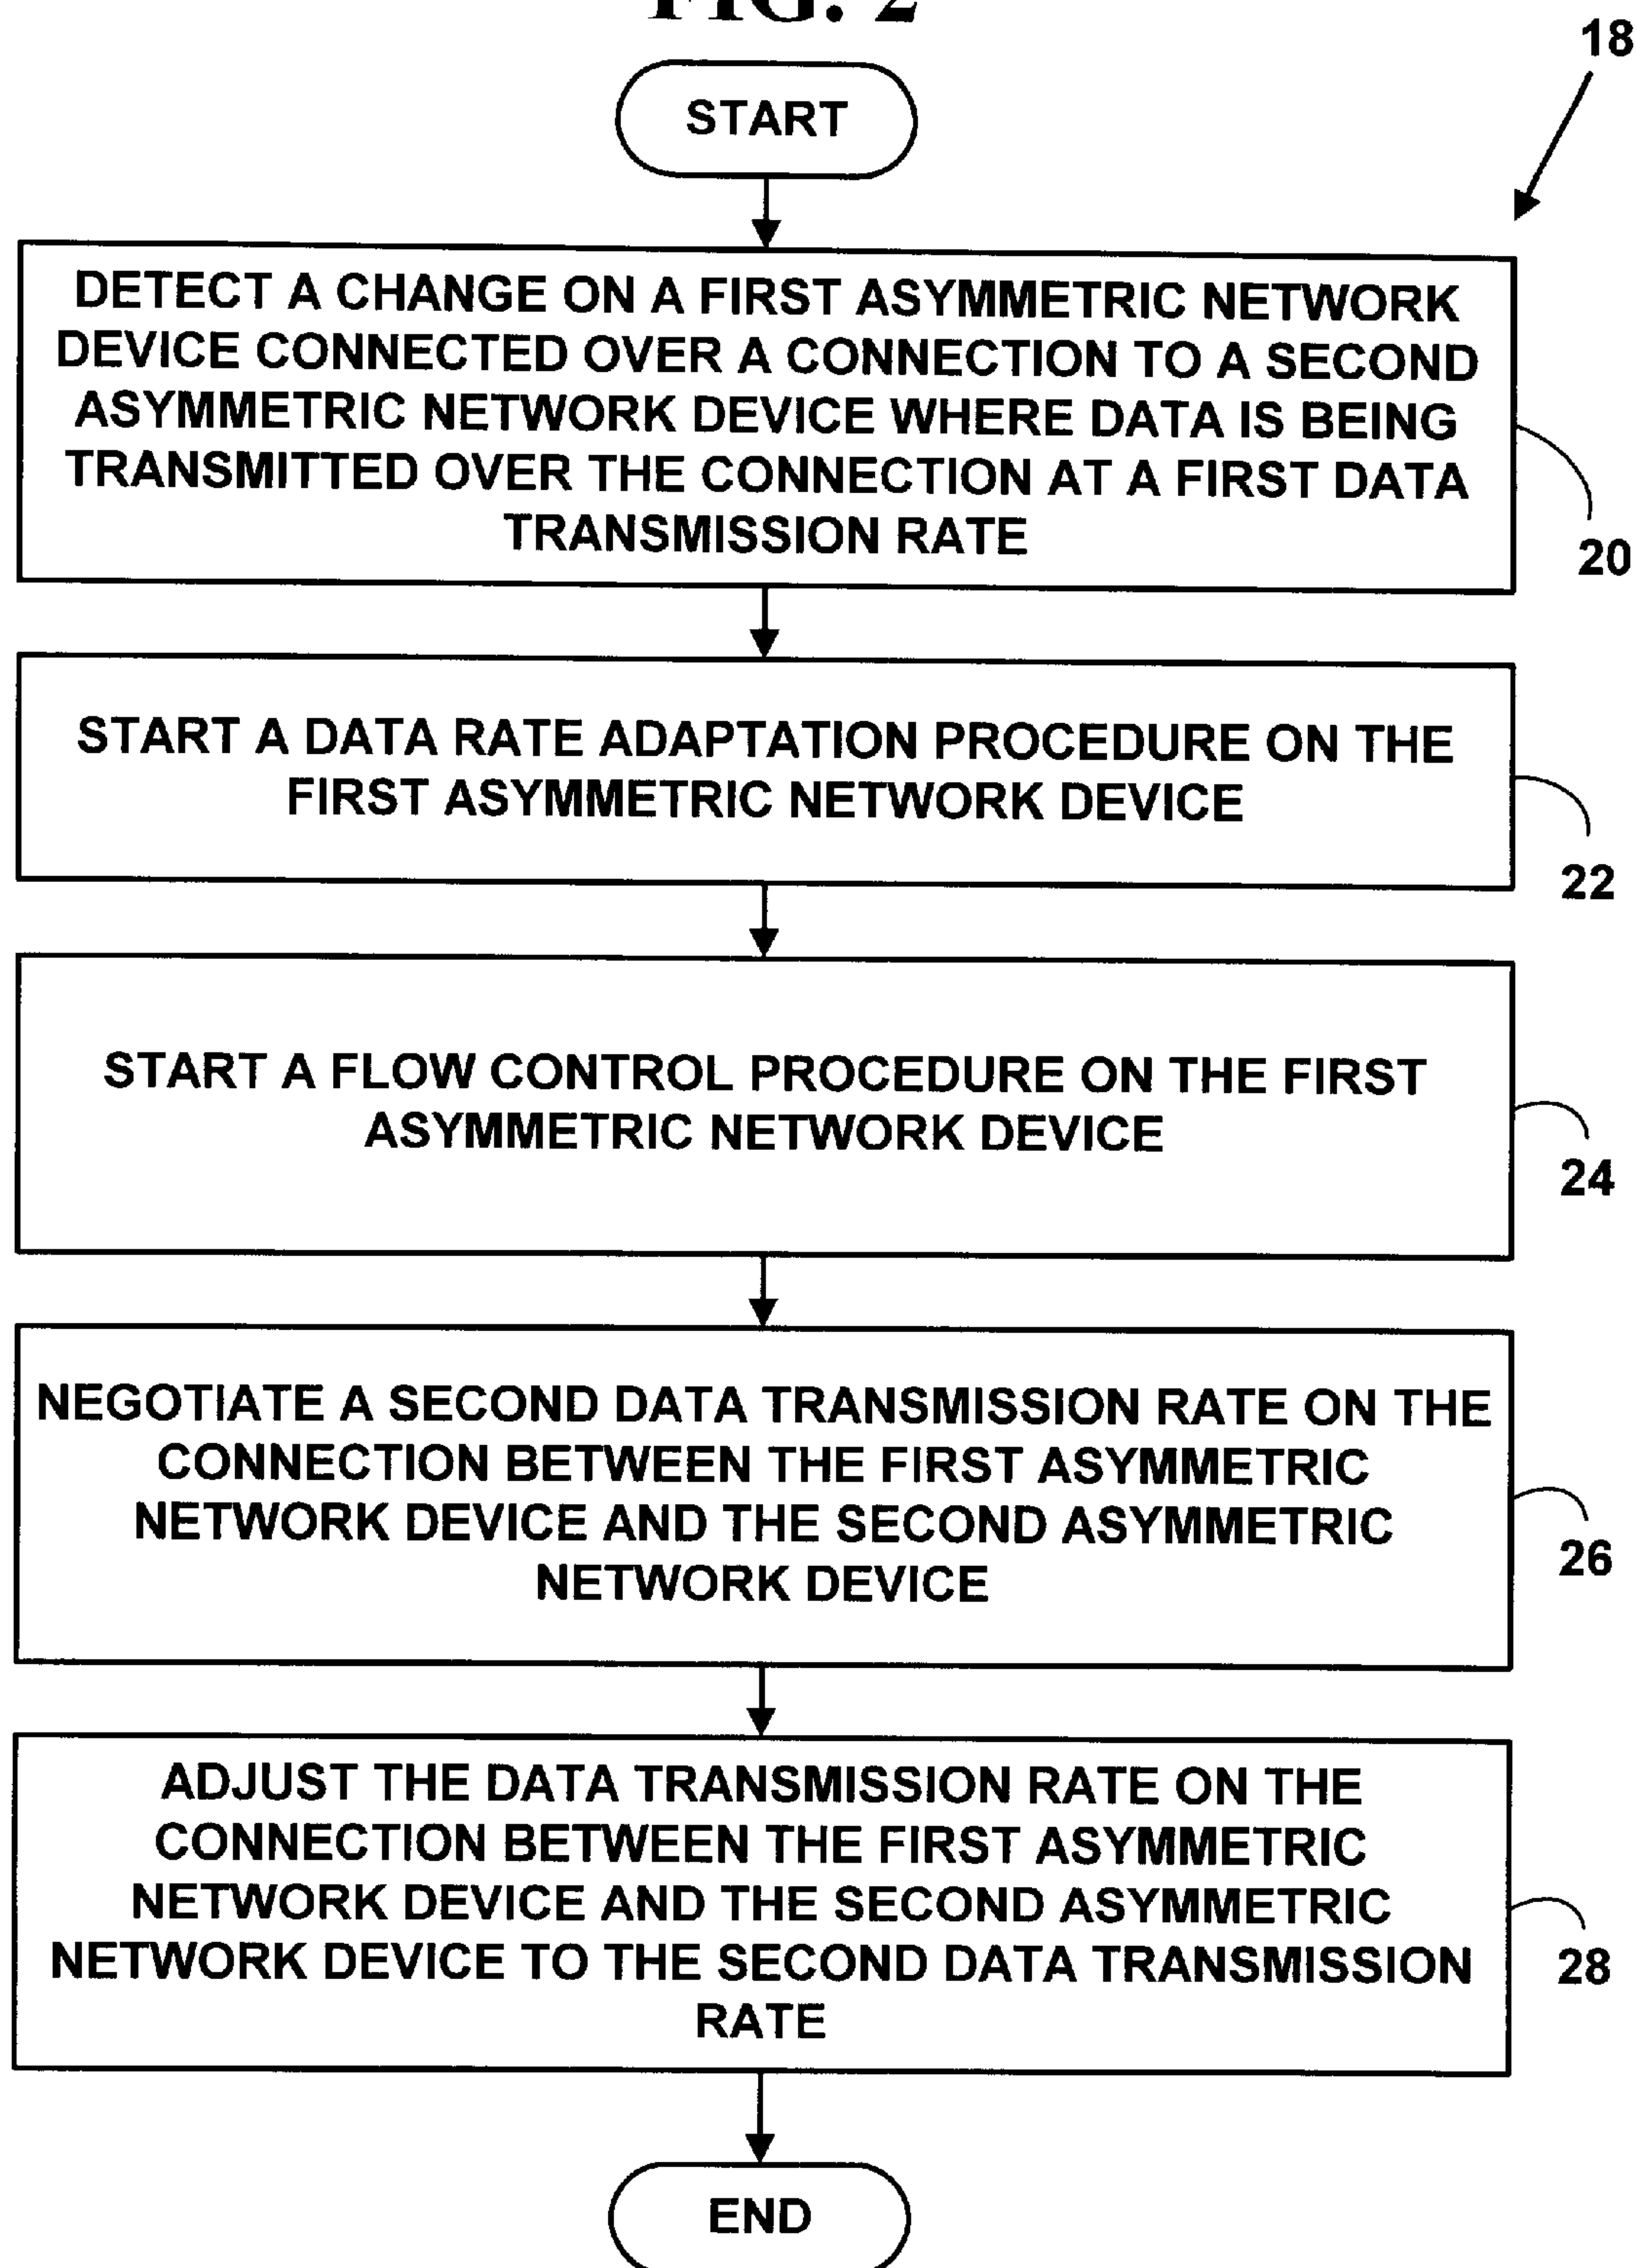 FIG. 2
18
START
DETECT A CHANGE ON A FIRST ASYMMETRIC NETWORK
DEVICE CONNECTED OVER A CONNECTION TO A SECOND
ASYMMETRIC NETWORK DEVICE WHERE DATA IS BEING
TRANSMITTED OVER THE CONNECTION AT A FIRST DATA
TRANSMISSION RATE
20
START A DATA RATE ADAPTATION PROCEDURE ON THE
FIRST ASYMMETRIC NETWORK DEVICE
22
START A FLOW CONTROL PROCEDURE ON THE FIRST
ASYMMETRIC NETWORK DEVICE
24
NEGOTIATE A SECOND DATA TRANSMISSION RATE ON THE
CONNECTION BETWEEN THE FIRST ASYMMETRIC
NETWORK DEVICE AND THE SECOND ASYMMETRIC
NETWORK DEVICE
26
ADJUST THE DATA TRANSMISSION RATE ON THE
CONNECTION BETWEEN THE FIRST ASYMMETRIC
NETWORK DEVICE AND THE SECOND ASYMMETRIC
NETWORK DEVICE TO THE SECOND DATA TRANSMISSION
RATE
28
END